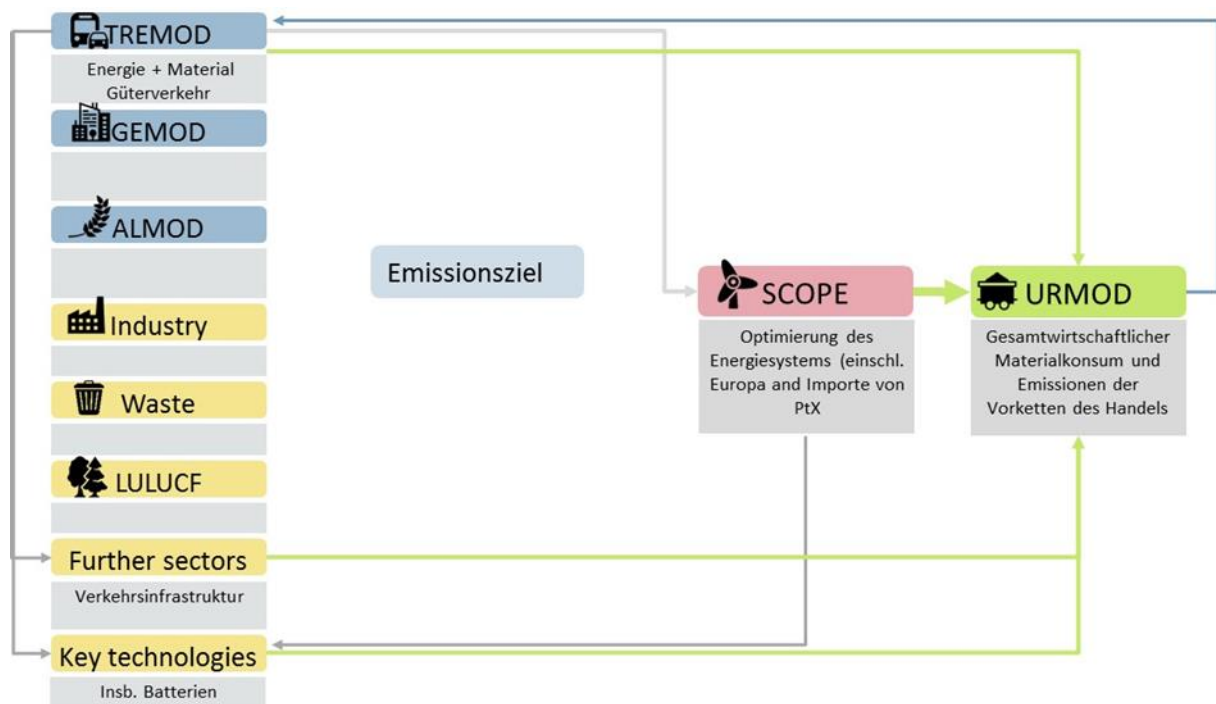 TREMOD
Energie + Material
Güterverkehr
GEMOD
ALMOD
Industry
Waste
LULUCF
Further sectors
Verkehrsinfrastruktur
Key technologies
Insb. Batterien
Emissionsziel
SCOPE
Optimierung des
Energiesystems (einschl.
Europa and Importe von
PtX
URMOD
Gesamtwirtschaftlicher
Materialkonsum und
Emissionen der
Vorketten des Handels